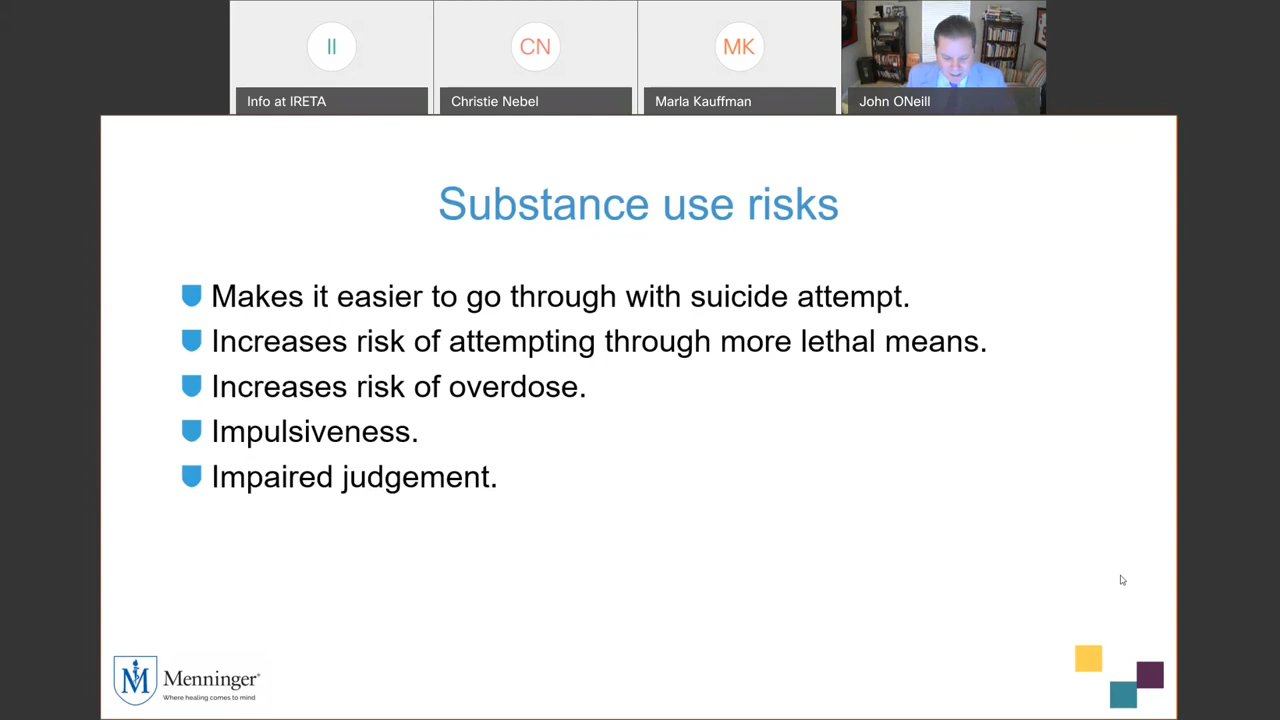 II
CN
MK
Info at IRETA
Christie Nebel
Marla Kauffman
John ONeill
Substance use risks
Makes it easier to go through with suicide attempt.
Increases risk of attempting through more lethal means.
Increases risk of overdose.
Impulsiveness.
Impaired judgement.
M
Menninger®
Where healing comes to mind